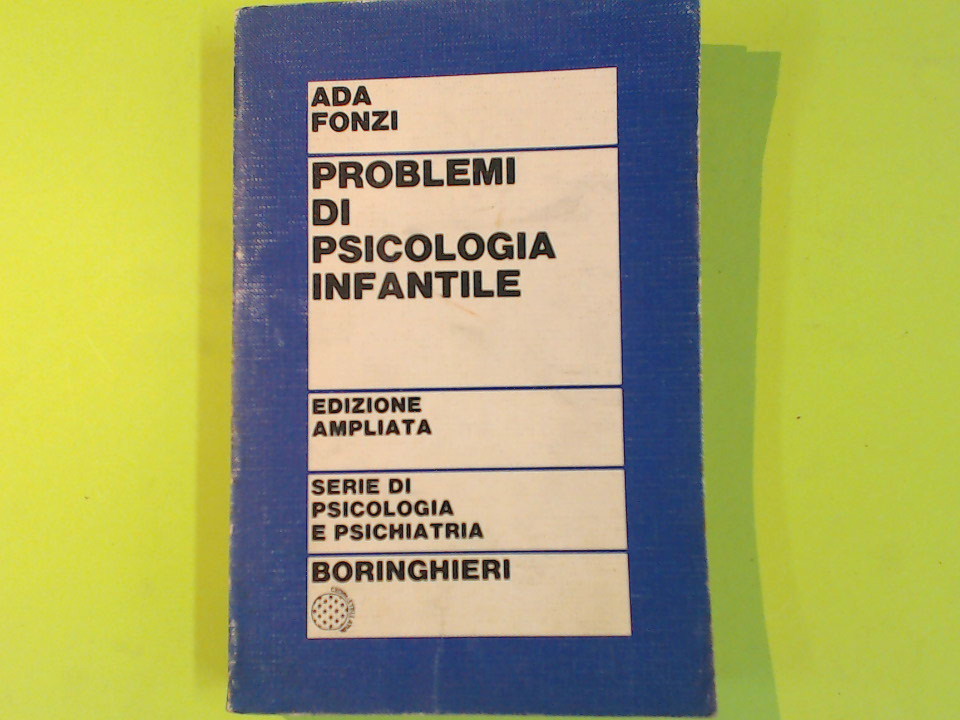 ADA
FONZI
PROBLEMI
DI
PSICOLOGIA
INFANTILE
EDIZIONE
AMPLIATA
SERIE DI
PSICOLOGIA
E PSICHIATRIA
BORINGHIERI